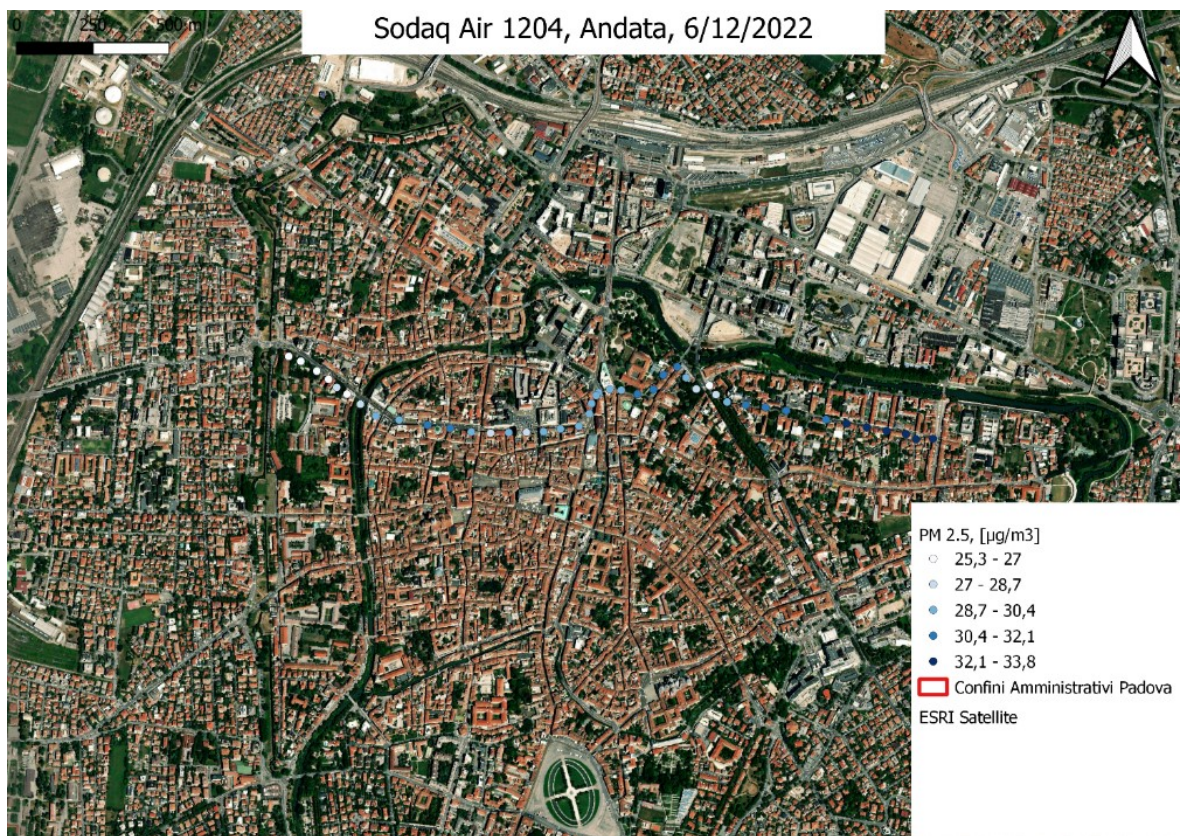 Sodaq Air 1204, Andata, 6/12/2022
0 250 500 m
PM 2.5, [µg/m3]
25,3 - 27
27 - 28,7
28,7 - 30,4
30,4 - 32,1
32,1 - 33,8
Confini Amministrativi Padova
ESRI Satellite